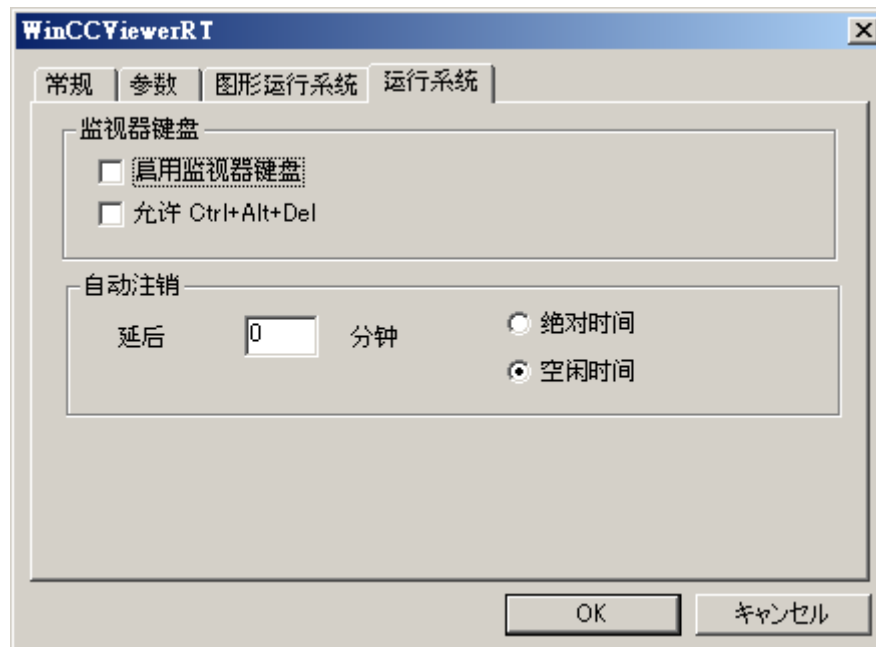 WinCCViewerRT
常规 参数 图形运行系统 运行系统
监视器键盘
启用监视器键盘
允许 Ctrl+Alt+Del
自动注销
延后 0 分钟
绝对时间
空闲时间
OK キャンセル